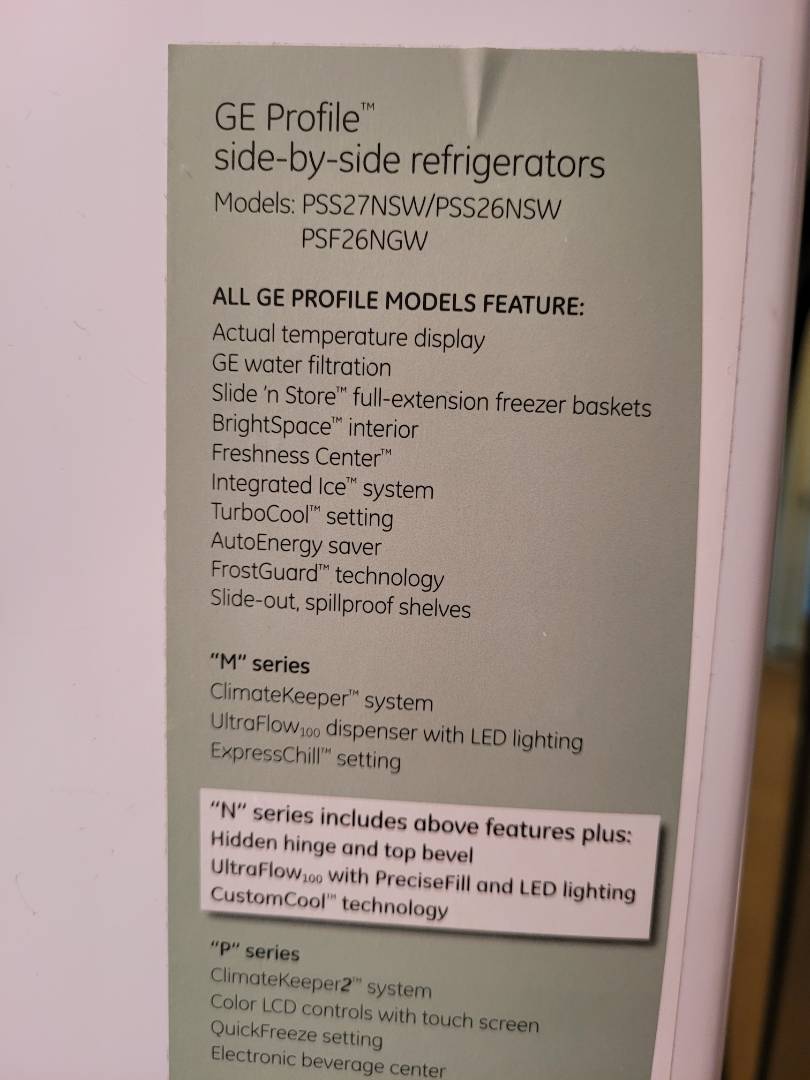 GE Profile™
side-by-side refrigerators
Models: PSS27NSW/PSS26NSW
PSF26NGW
ALL GE PROFILE MODELS FEATURE:
Actual temperature display
GE water filtration
Slide 'n Store™ full-extension freezer baskets
BrightSpace™ interior
Freshness Center™
Integrated Ice™ system
TurboCool™ setting
AutoEnergy saver
FrostGuard™ technology
Slide-out, spillproof shelves
"M" series
ClimateKeeper™ system
UltraFlow₁₀₀ dispenser with LED lighting
ExpressChill™ setting
"N" series includes above features plus:
Hidden hinge and top bevel
UltraFlow₁₀₀ with PreciseFill and LED lighting
CustomCool™ technology
"P" series
ClimateKeeper2™ system
Color LCD controls with touch screen
QuickFreeze setting
Electronic beverage center